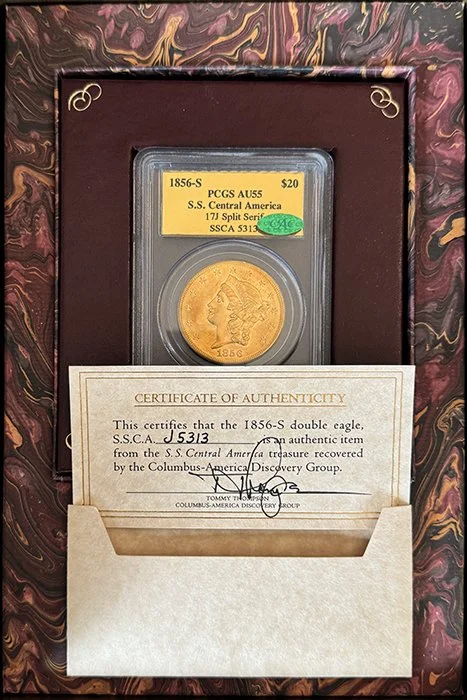 1856-S $20
PCGS AU55
S.S. Central America
17J Split Serif
SSCA 5313
CAC
1856
CERTIFICATE OF AUTHENTICITY
This certifies that the 1856-S double eagle,
S.S.C.A. J5313 is an authentic item
from the S.S. Central America treasure recovered
by the Columbus-America Discovery Group.
TOMMY THOMPSON
COLUMBUS-AMERICA DISCOVERY GROUP